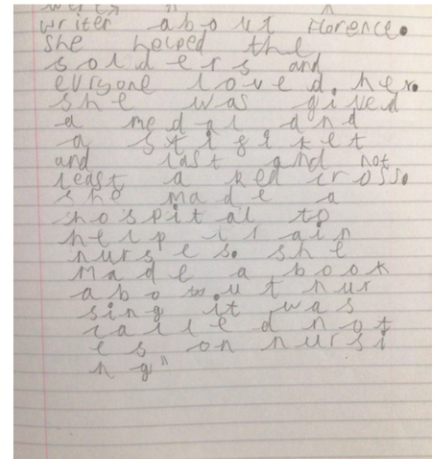 writer about Florence.
she helped the
solders and
evryone loved. her.
she was gived
a medal and
a stifiket
and last and not
least a red cross.
she made a
hospital to
help train
nurses. she
made a book
about nur
sing it was
called not
es on nursi
ng"